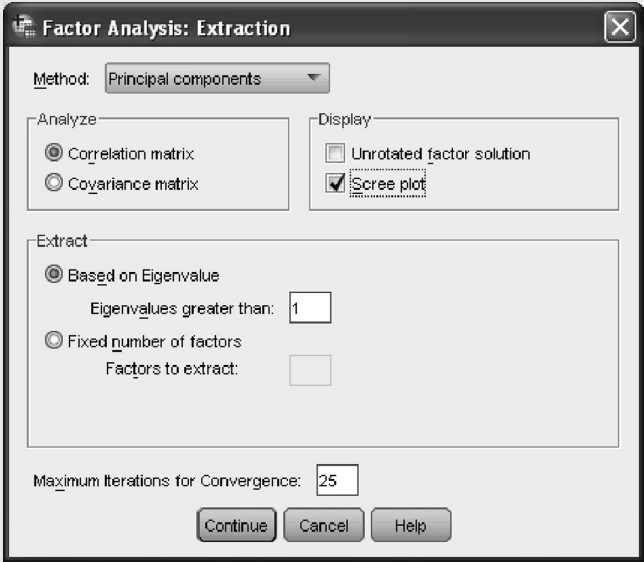 Factor Analysis: Extraction
Method: Principal components
Analyze
Correlation matrix
Covariance matrix
Display
Unrotated factor solution
Scree plot
Extract
Based on Eigenvalue
Eigenvalues greater than: 1
Fixed number of factors
Factors to extract:
Maximum Iterations for Convergence: 25
Continue Cancel Help